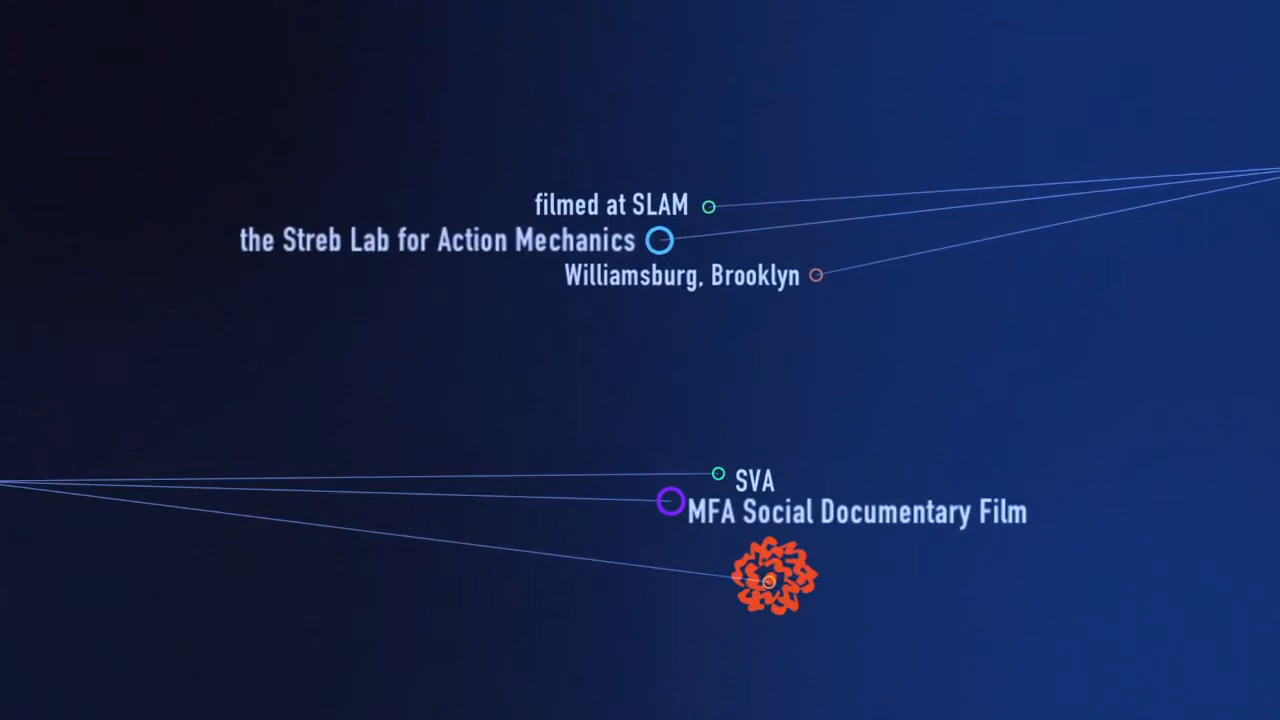 filmed at SLAM
the Streb Lab for Action Mechanics
Williamsburg, Brooklyn
SVA
MFA Social Documentary Film